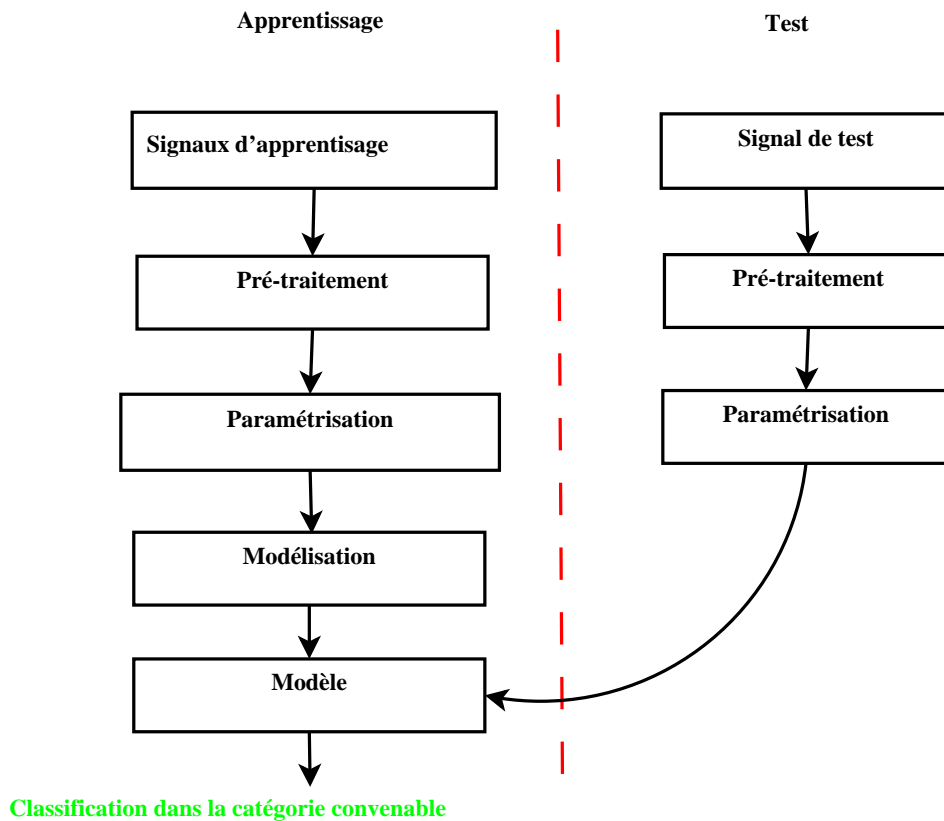 Apprentissage
Test
Signaux d'apprentisage
Signal de test
Pré-traitement
Pré-traitement
Paramétrisation
Paramétrisation
Modélisation
Modèle
Classification dans la catégorie convenable